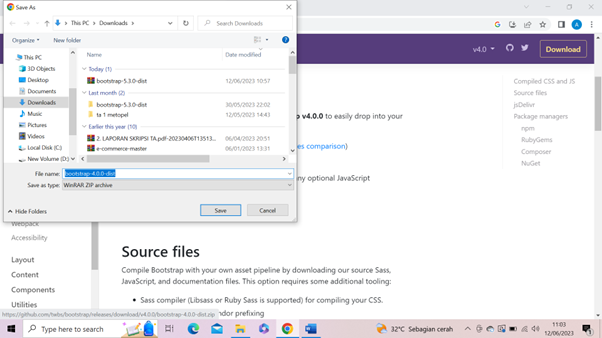 Save As
This PC > Downloads >
Search Downloads
Organize
New folder
This PC
3D Objects
Desktop
Documents
Downloads
Music
Pictures
Videos
Local Disk (C:)
New Volume (D:)
Name
Date modified
Today (1)
bootstrap-5.3.0-dist
12/06/2023 10:57
Last month (2)
bootstrap-5.3.0-dist
30/05/2023 22:02
ta 1 metopel
12/05/2023 14:43
Earlier this year (10)
2. LAPORAN SKRIPSI TA.pdf-20230406T13513...
06/04/2023 20:51
e-commerce-master
06/01/2023 13:31
File name:
bootstrap-4.0.0-dist
Save as type:
WinRAR ZIP archive
Hide Folders
Save
Cancel
A
v4.0
Download
v4.0.0 to easily drop into your
es comparison)
ny optional JavaScript
Compiled CSS and JS
Source files
jsDelivr
Package managers
npm
RubyGems
Composer
NuGet
Webpack
Accessibility
Layout
Content
Components
Utilities
Source files
Compile Bootstrap with your own asset pipeline by downloading our source Sass,
JavaScript, and documentation files. This option requires some additional tooling:
• Sass compiler (Libsass or Ruby Sass is supported) for compiling your CSS.
ndor prefixing
https://github.com/twbs/bootstrap/releases/download/v4.0.0/bootstrap-4.0.0-dist.zip
Type here to search
32°C Sebagian cerah
11:03
12/06/2023